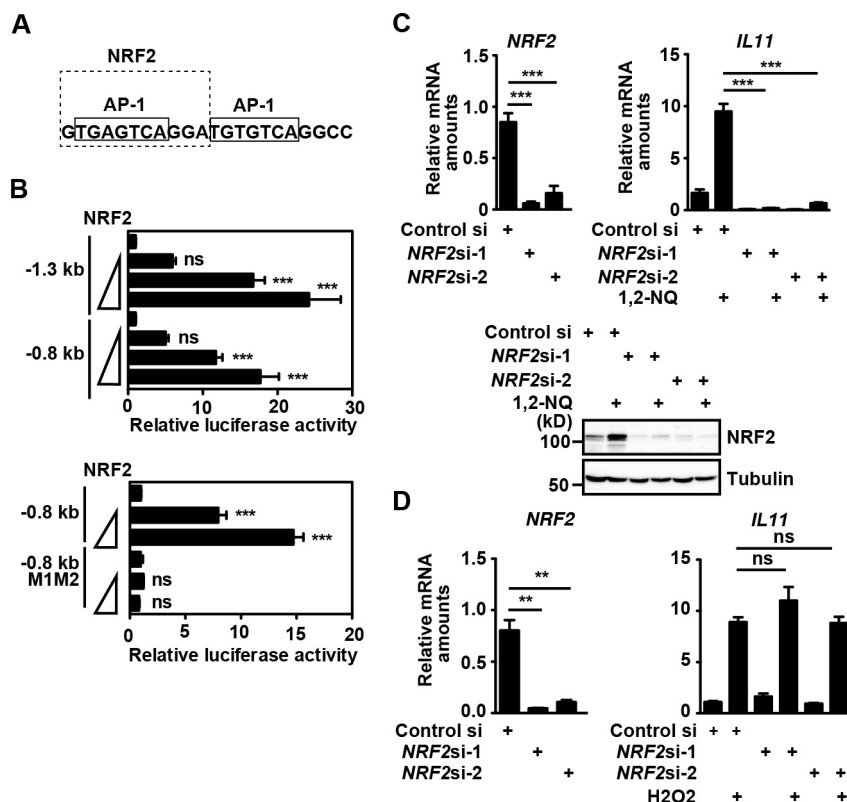 A
NRF2
AP-1 AP-1
GTGAGTCAGGATGTGTCAGGCC
B
NRF2
-1.3 kb
ns
***
***
-0.8 kb
ns
***
***
0 10 20 30
Relative luciferase activity
NRF2
-0.8 kb
***
***
-0.8 kb
M1M2
ns
ns
0 5 10 15 20
Relative luciferase activity
C
NRF2
Relative mRNA
amounts
1.5
1.0
0.5
0
***
***
Control si +
NRF2si-1 +
NRF2si-2 +
IL11
Relative mRNA
amounts
15
10
5
0
***
***
Control si + +
NRF2si-1 + +
NRF2si-2 + +
1,2-NQ + + +
Control si + +
NRF2si-1 + +
NRF2si-2 + +
1,2-NQ + + +
(kD)
100 NRF2
50 Tubulin
D
NRF2
Relative mRNA
amounts
1.5
1.0
0.5
0.0
**
**
Control si +
NRF2si-1 +
NRF2si-2 +
IL11
15
10
5
0
ns
ns
Control si + +
NRF2si-1 + +
NRF2si-2 + +
H2O2 + + +